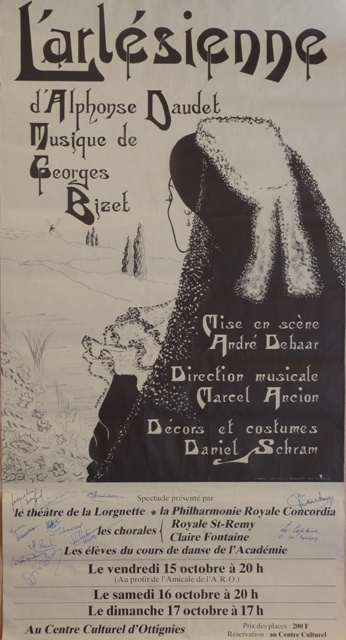 L'arlésienne
d'Alphonse Daudet
Musique de
Georges
Bizet
Mise en scène
André Debaar
Direction musicale
Marcel Ancion
Décors et costumes
Daniel Schram
Spectacle présenté par
le théatre de la Lorgnette * la Philharmonie Royale Concordia
les chorales { Royale St-Remy
Claire Fontaine
Les élèves du cours de danse de l'Académie
Le vendredi 15 octobre à 20 h
(Au profit de l'Amicale de l'A.R.O.)
Le samedi 16 octobre à 20 h
Le dimanche 17 octobre à 17 h
Au Centre Culturel d'Ottignies
Prix des places : 200 F
Réservation : au Centre Culturel